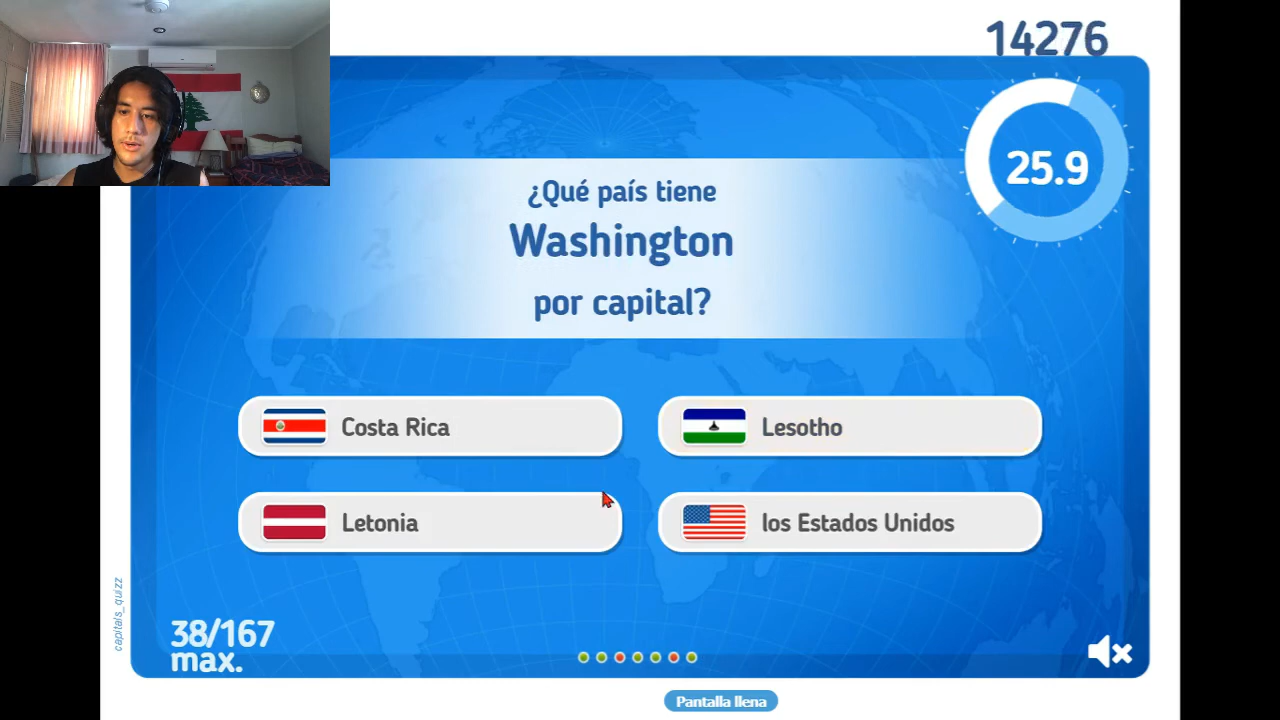 14276
25.9
¿Qué país tiene
Washington
por capital?
Costa Rica
Lesotho
Letonia
los Estados Unidos
capitals_quizz
38/167
max.
Pantalla llena